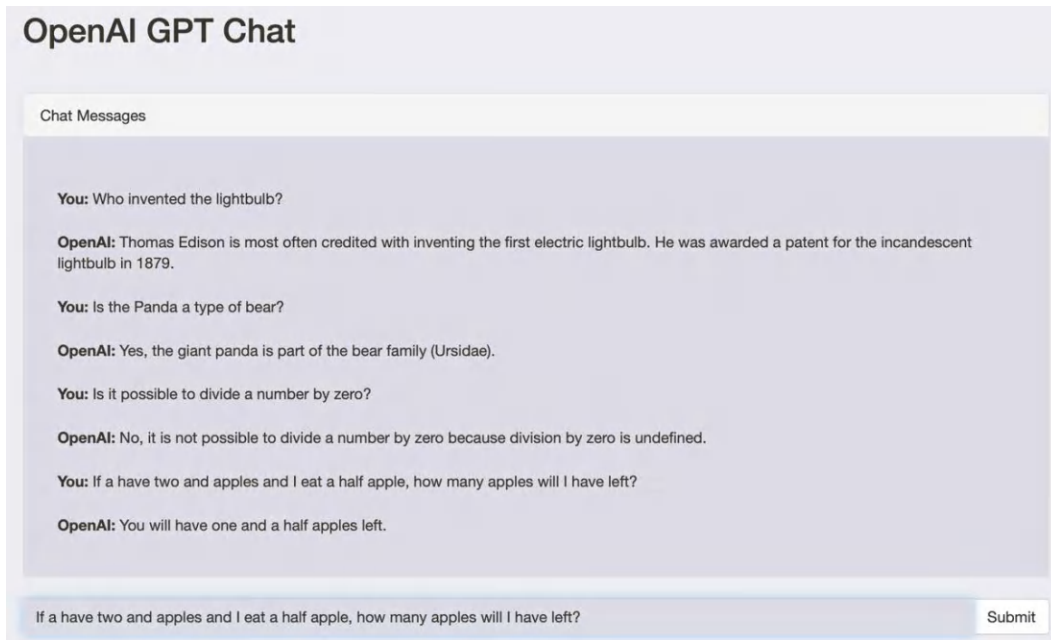 OpenAI GPT Chat
Chat Messages
You: Who invented the lightbulb?
OpenAI: Thomas Edison is most often credited with inventing the first electric lightbulb. He was awarded a patent for the incandescent
lightbulb in 1879.
You: Is the Panda a type of bear?
OpenAI: Yes, the giant panda is part of the bear family (Ursidae).
You: Is it possible to divide a number by zero?
OpenAI: No, it is not possible to divide a number by zero because division by zero is undefined.
You: If a have two and apples and I eat a half apple, how many apples will I have left?
OpenAI: You will have one and a half apples left.
If a have two and apples and I eat a half apple, how many apples will I have left?
Submit